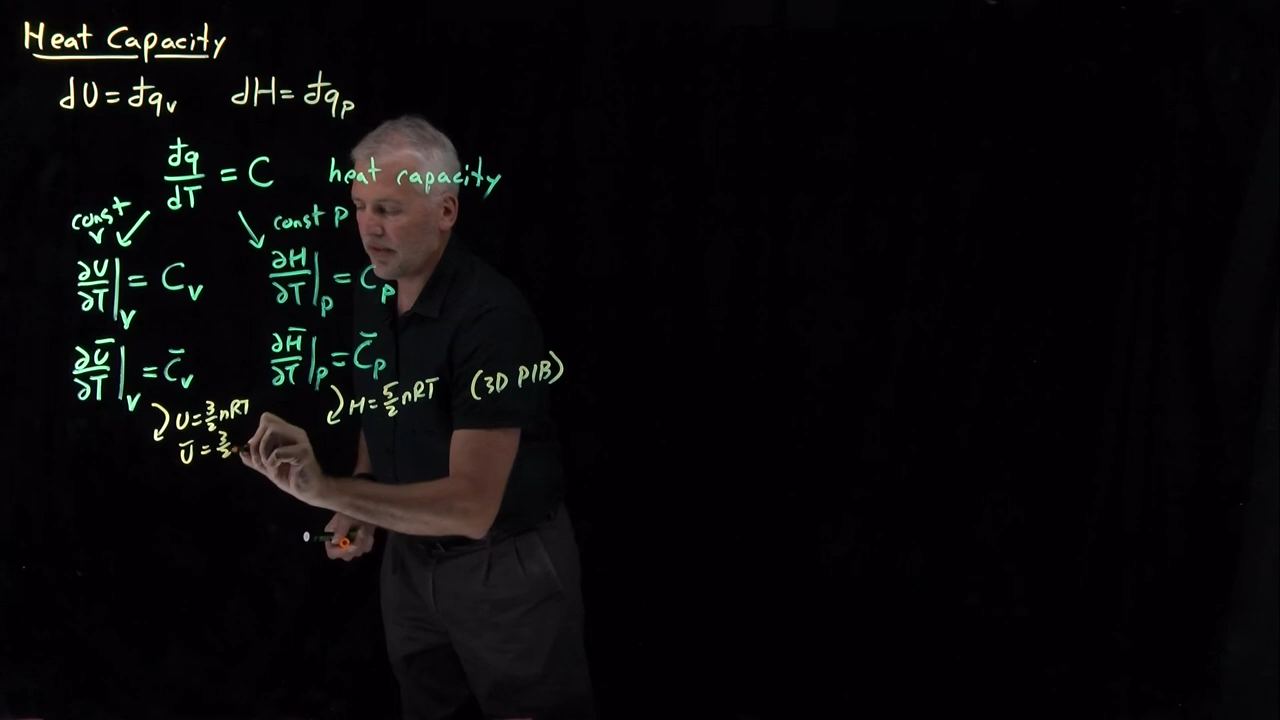 Heat Capacity
đU = đq_v    dH = đq_p
đq/dT = C    heat capacity
const v    const p
∂U/∂T|_v = C_v    ∂H/∂T|_p = C_p
∂Ū/∂T|_v = C̄_v    ∂H̄/∂T|_p = C̄_p
U = 3/2 nRT    H = 5/2 nRT    (3D PIB)
Ū = 3/2